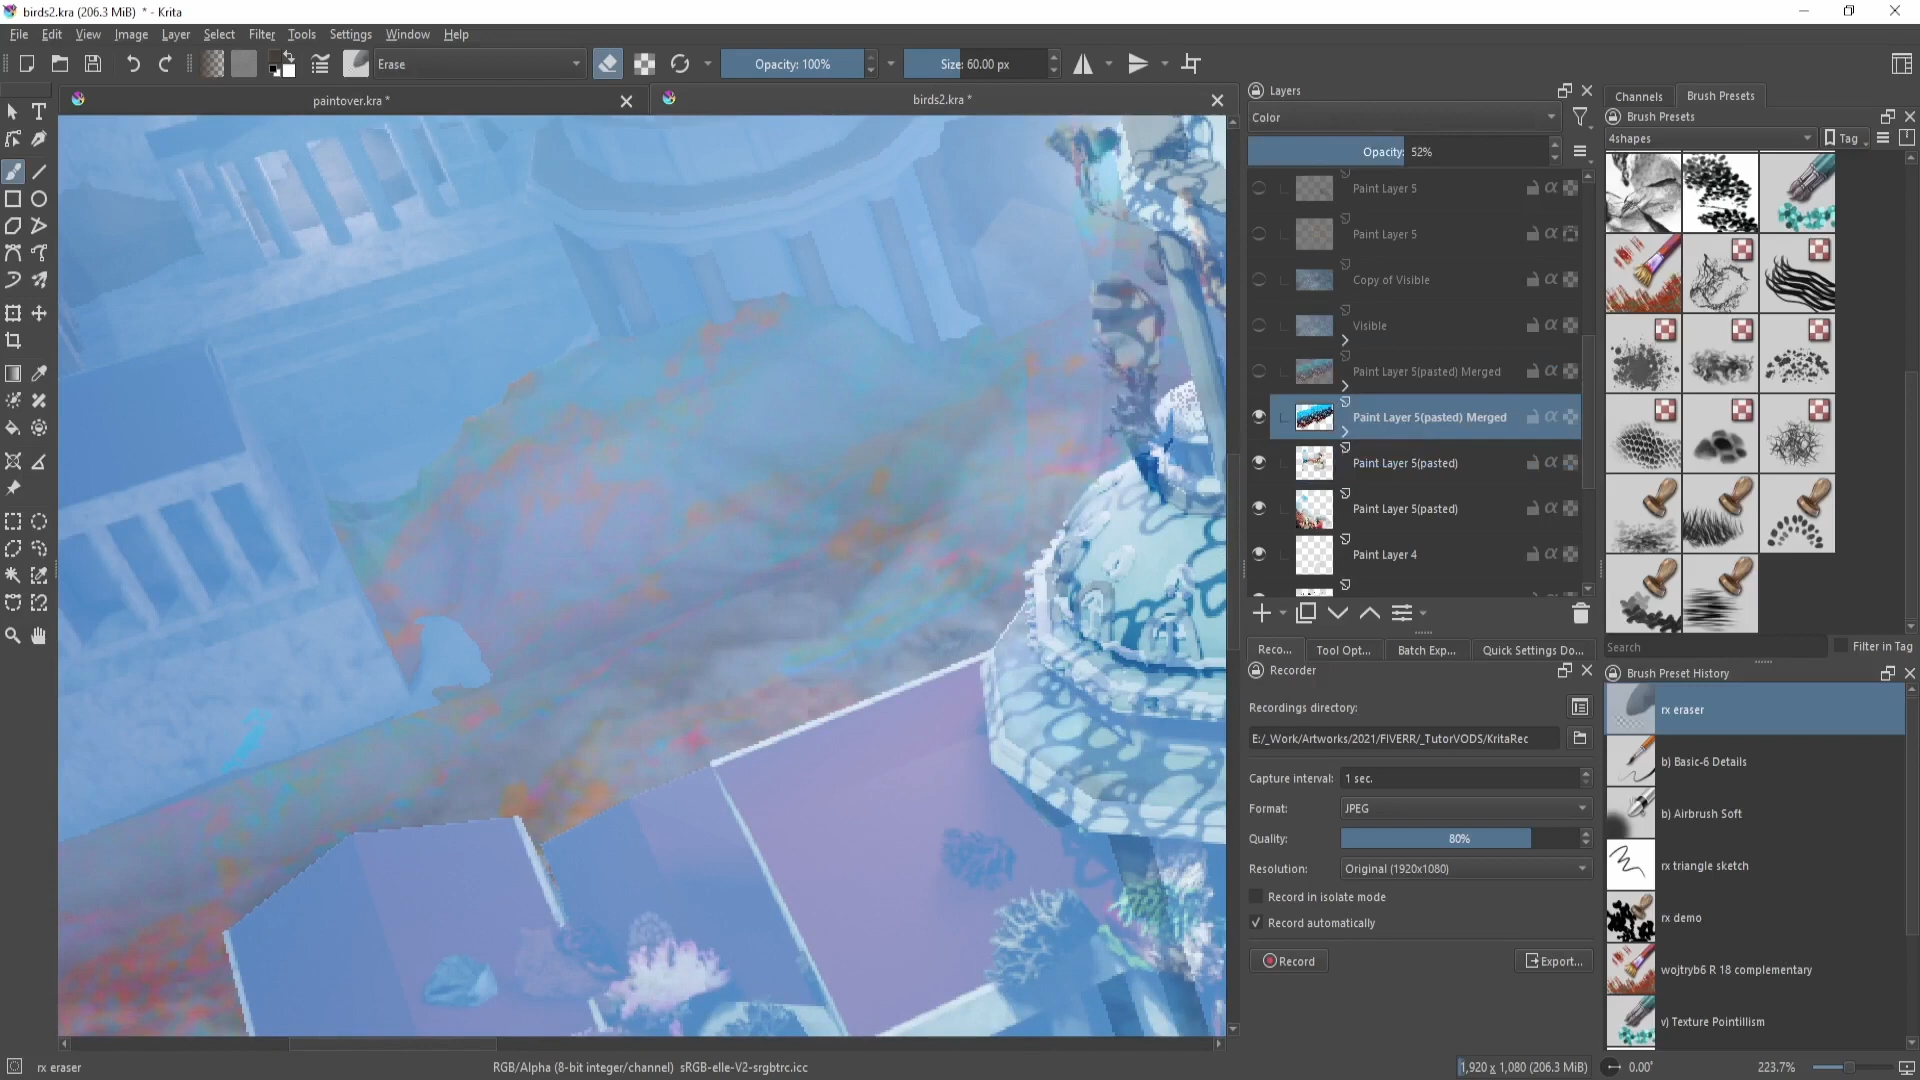 birds2.kra (206.3 MiB)  * - Krita
File Edit View Image Layer Select Filter Tools Settings Window Help
Erase Opacity: 100% Size: 60.00 px
paintover.kra * birds2.kra *
Layers
Color
Opacity: 52%
Paint Layer 5
Paint Layer 5
Copy of Visible
Visible
Paint Layer 5(pasted) Merged
Paint Layer 5(pasted) Merged
Paint Layer 5(pasted)
Paint Layer 5(pasted)
Paint Layer 4
Reco... Tool Opt... Batch Exp... Quick Settings Do...
Recorder
Recordings directory:
E:/_Work/Artworks/2021/FIVERR/_TutorVODS/KritaRec
Capture interval: 1 sec.
Format: JPEG
Quality: 80%
Resolution: Original (1920x1080)
Record in isolate mode
Record automatically
Record Export...
Channels Brush Presets
Brush Presets
4shapes Tag
Search Filter in Tag
Brush Preset History
rx eraser
b) Basic-6 Details
b) Airbrush Soft
rx triangle sketch
rx demo
wojtryb6 R 18 complementary
v) Texture Pointillism
rx eraser RGB/Alpha (8-bit integer/channel) sRGB-elle-V2-srgbtrc.icc 1,920 x 1,080 (206.3 MiB) 0.00° 223.7%